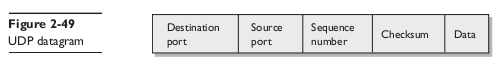 Figure 2-49
UDP datagram
Destination port
Source port
Sequence number
Checksum
Data